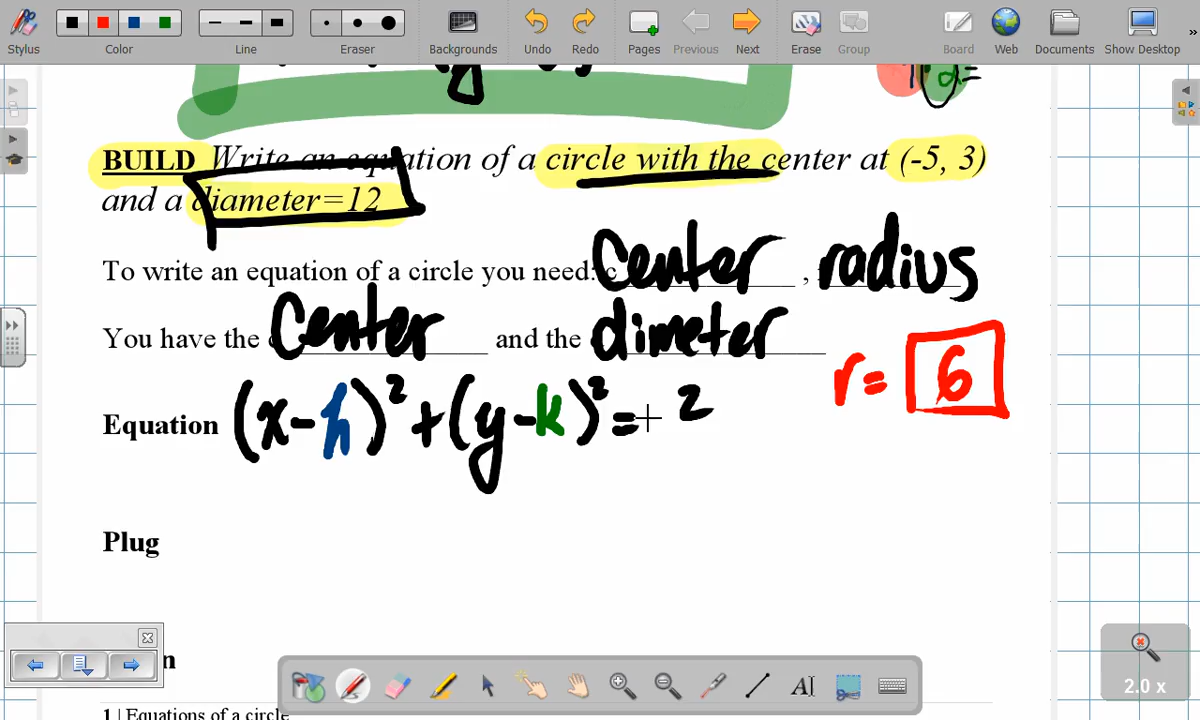 Stylus Color Line Eraser Backgrounds Undo Redo Pages Previous Next Erase Group Board Web Documents Show Desktop
BUILD Write an equation of a circle with the center at (-5, 3)
and a diameter=12
To write an equation of a circle you need: center, radius
You have the center and the dimeter
r= 6
Equation (x-h)²+(y-k)²= ²
Plug
n
1 | Equations of a circle
2.0 x